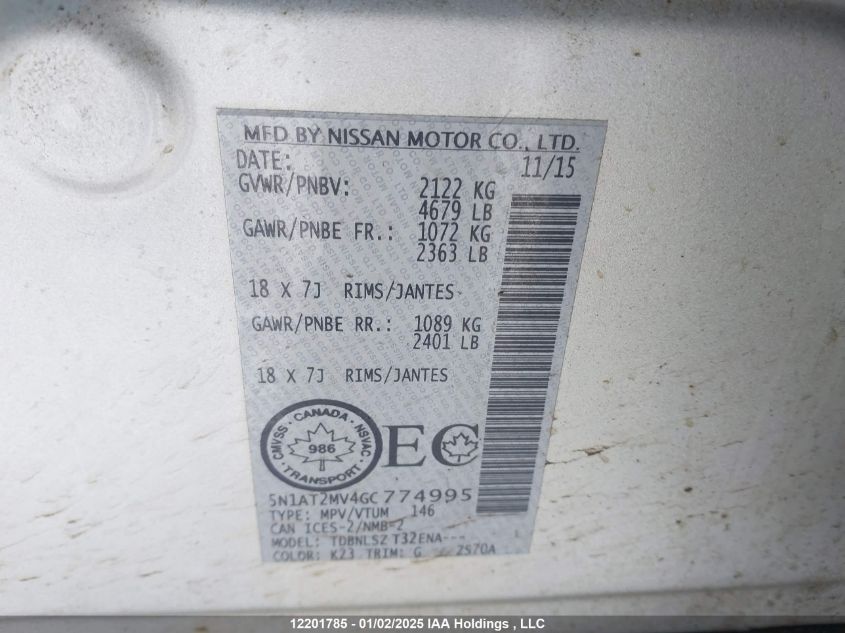 MFD BY NISSAN MOTOR CO., LTD.
DATE: 11/15
GVWR/PNBV: 2122 KG
4679 LB
GAWR/PNBE FR.: 1072 KG
2363 LB
18 X 7J RIMS/JANTES
GAWR/PNBE RR.: 1089 KG
2401 LB
18 X 7J RIMS/JANTES
CANADA
CMVSS 986 NSVAC
TRANSPORT
EC
5N1AT2MV4GC774995
TYPE: MPV/VTUM 146
CAN ICES-2/NMB-2
MODEL: TDBNLSZ T32ENA---
COLOR: K23 TRIM: G ZS70A
12201785 - 01/02/2025 IAA Holdings , LLC